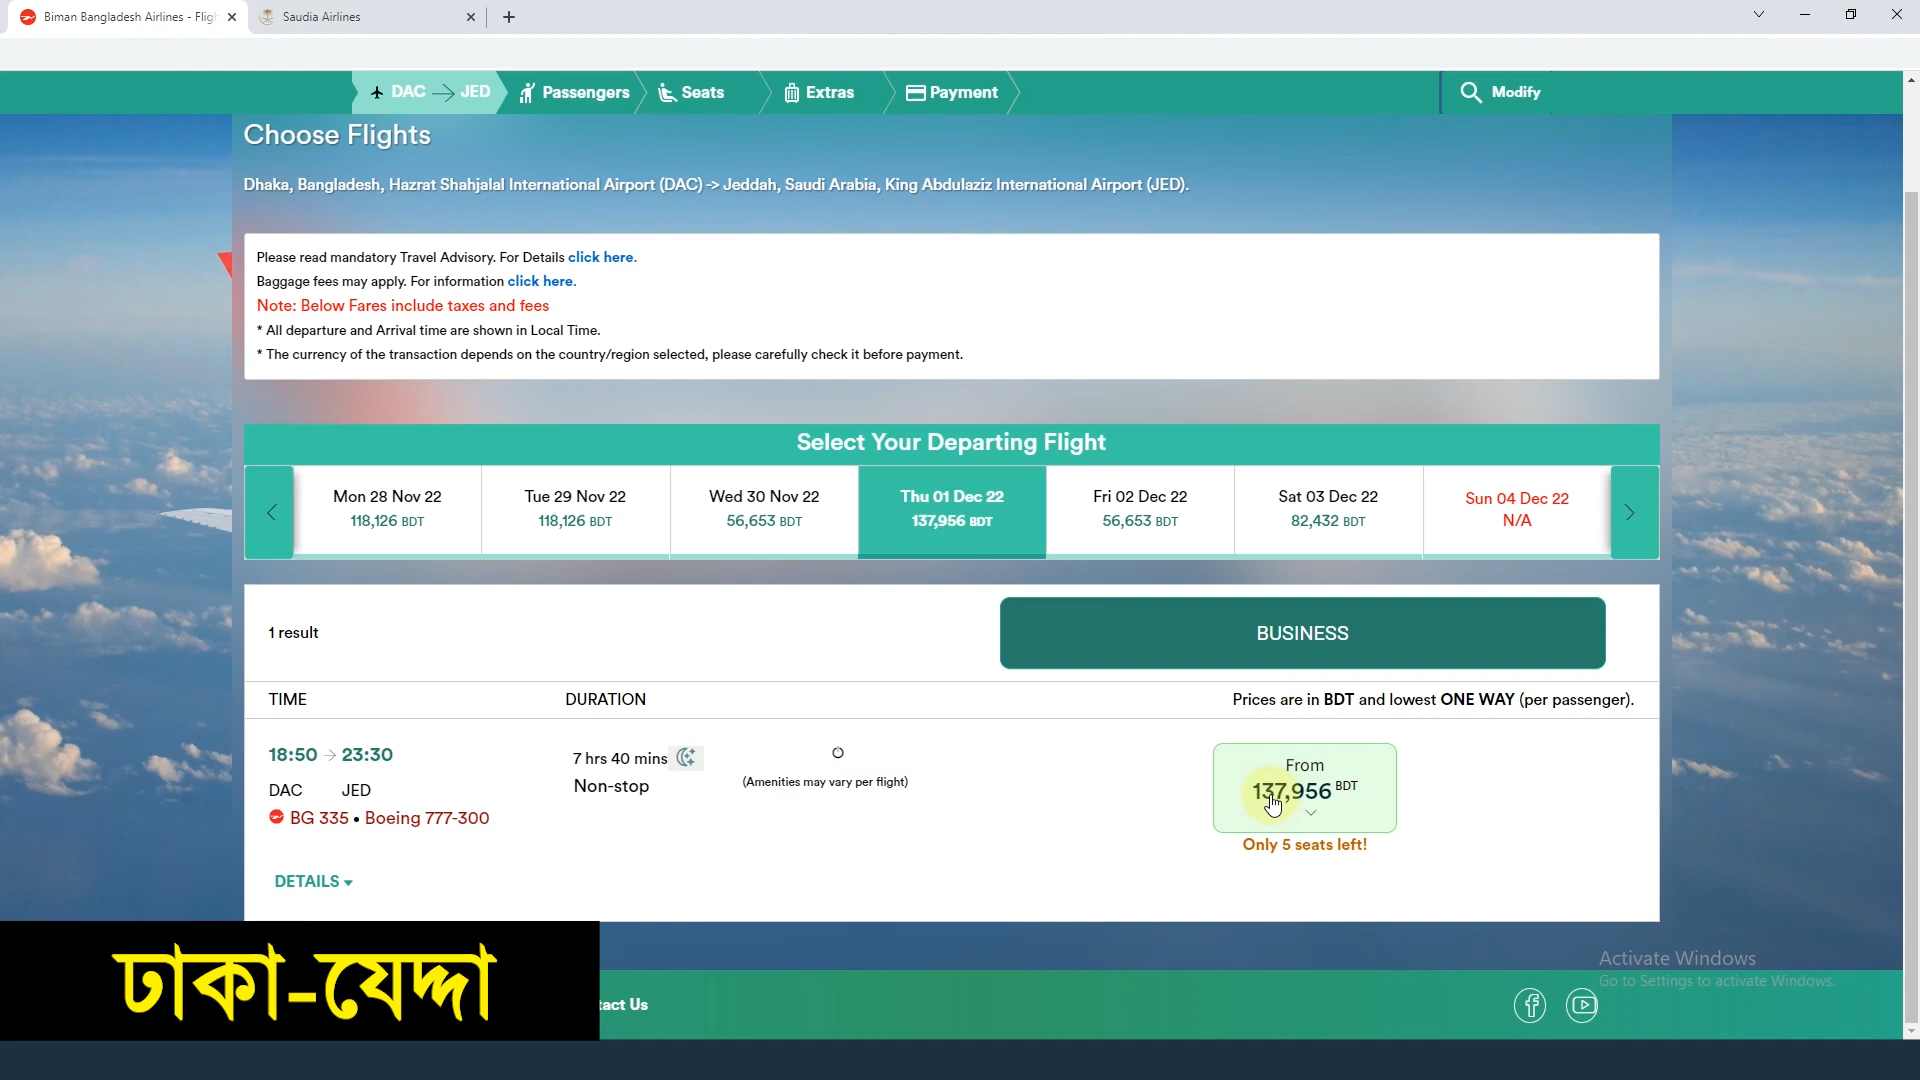 Biman Bangladesh Airlines - Fligh
Saudia Airlines
DAC JED
Passengers
Seats
Extras
Payment
Modify
Choose Flights
Dhaka, Bangladesh, Hazrat Shahjalal International Airport (DAC) -> Jeddah, Saudi Arabia, King Abdulaziz International Airport (JED).
Please read mandatory Travel Advisory. For Details click here.
Baggage fees may apply. For information click here.
Note: Below Fares include taxes and fees
* All departure and Arrival time are shown in Local Time.
* The currency of the transaction depends on the country/region selected, please carefully check it before payment.
Select Your Departing Flight
Mon 28 Nov 22
118,126 BDT
Tue 29 Nov 22
118,126 BDT
Wed 30 Nov 22
56,653 BDT
Thu 01 Dec 22
137,956 BDT
Fri 02 Dec 22
56,653 BDT
Sat 03 Dec 22
82,432 BDT
Sun 04 Dec 22
N/A
1 result
BUSINESS
TIME
DURATION
Prices are in BDT and lowest ONE WAY (per passenger).
18:50 → 23:30
DAC JED
BG 335 • Boeing 777-300
7 hrs 40 mins
Non-stop
(Amenities may vary per flight)
From
137,956 BDT
Only 5 seats left!
DETAILS
ঢাকা-যেদ্দা
tact Us
Activate Windows
Go to Settings to activate Windows.